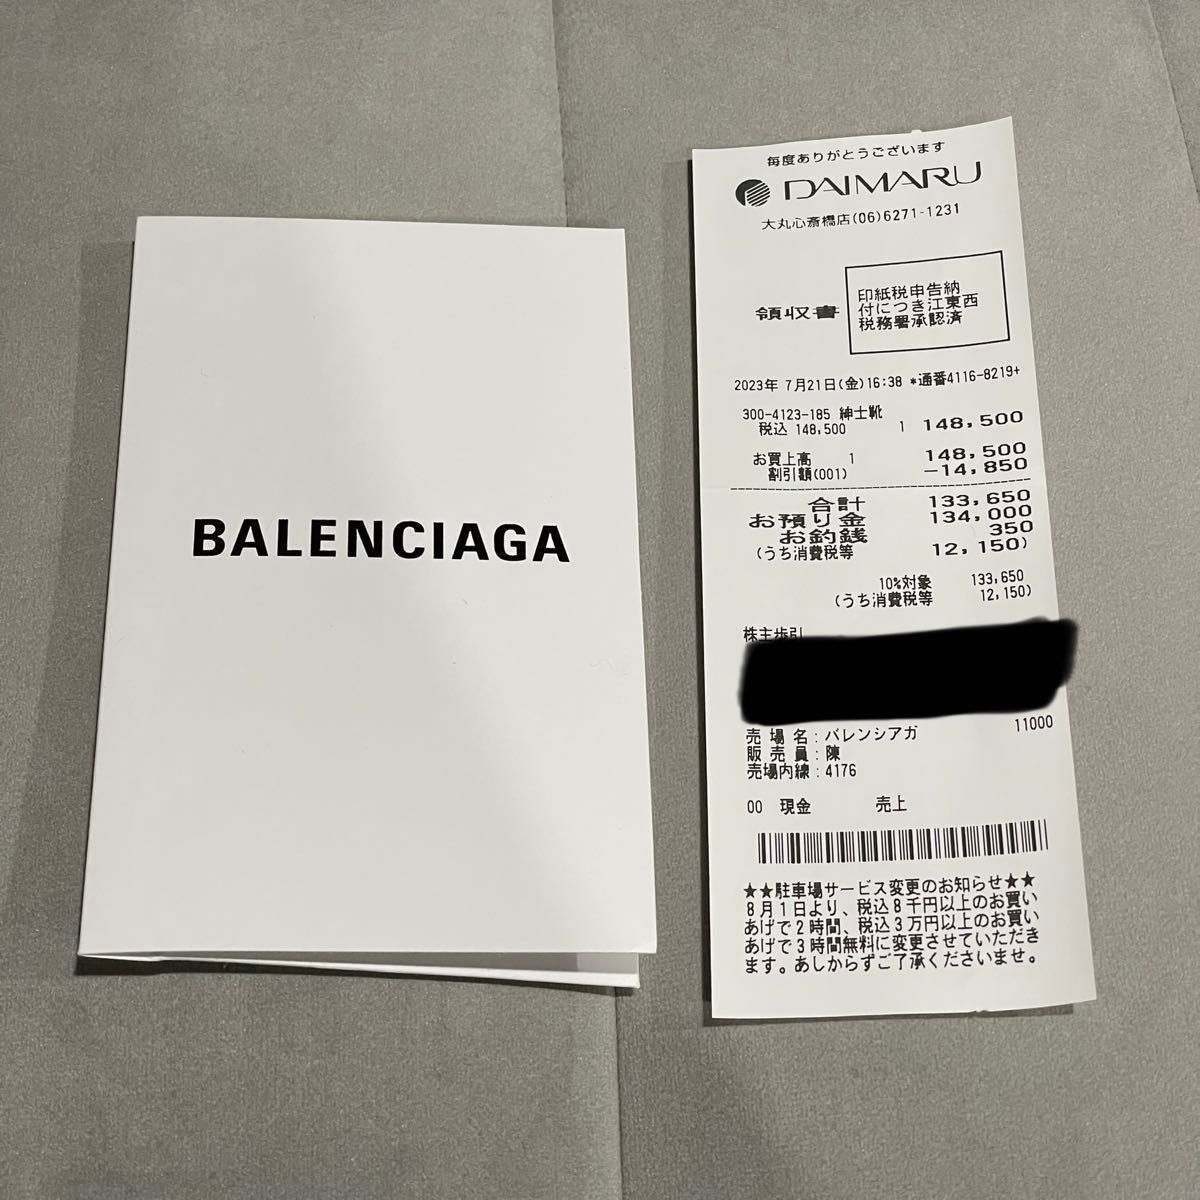 BALENCIAGA
毎度ありがとうございます
DAIMARU
大丸心斎橋店(06)6271-1231
領収書
印紙税申告納
付につき江東西
税務署承認済
2023年 7月21日(金)16:38 *通番4116-8219+
300-4123-185 紳士靴
税込 148,500 1 148,500
お買上高 1 148,500
割引額(001) -14,850
合計 133,650
お預り金 134,000
お釣銭 350
(うち消費税等 12,150)
10%対象 133,650
(うち消費税等 12,150)
株主歩引
11000
売 場 名:バレンシアガ
販 売 員:陳
売場内線:4176
00 現金 売上
★★駐車場サービス変更のお知らせ★★
8月1日より、税込8千円以上のお買い
あげで2時間、税込3万円以上のお買い
あげで3時間無料に変更させていただき
ます。あしからずご了承くださいませ。